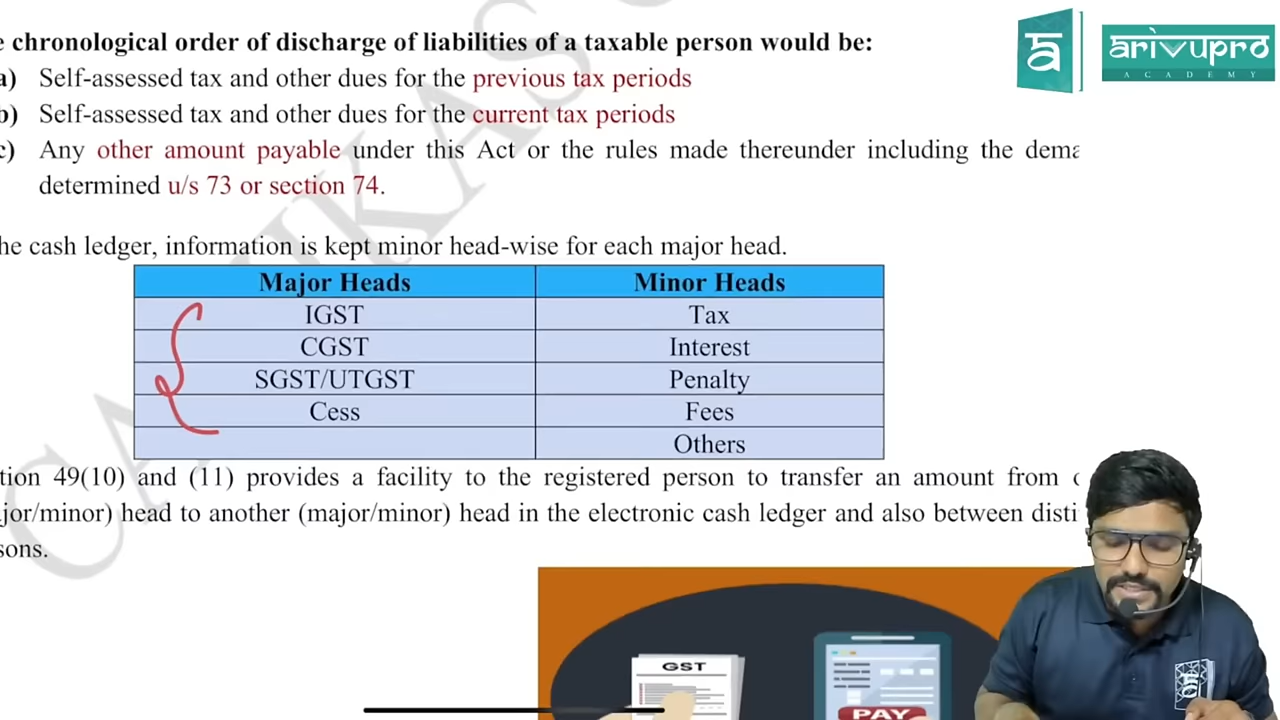 e chronological order of discharge of liabilities of a taxable person would be:
a) Self-assessed tax and other dues for the previous tax periods
b) Self-assessed tax and other dues for the current tax periods
c) Any other amount payable under this Act or the rules made thereunder including the dema
determined u/s 73 or section 74.
he cash ledger, information is kept minor head-wise for each major head.
Major Heads Minor Heads
IGST Tax
CGST Interest
SGST/UTGST Penalty
Cess Fees
Others
tion 49(10) and (11) provides a facility to the registered person to transfer an amount from
jor/minor) head to another (major/minor) head in the electronic cash ledger and also between disti
sons.
GST
PAY
arivupro
ACADEMY